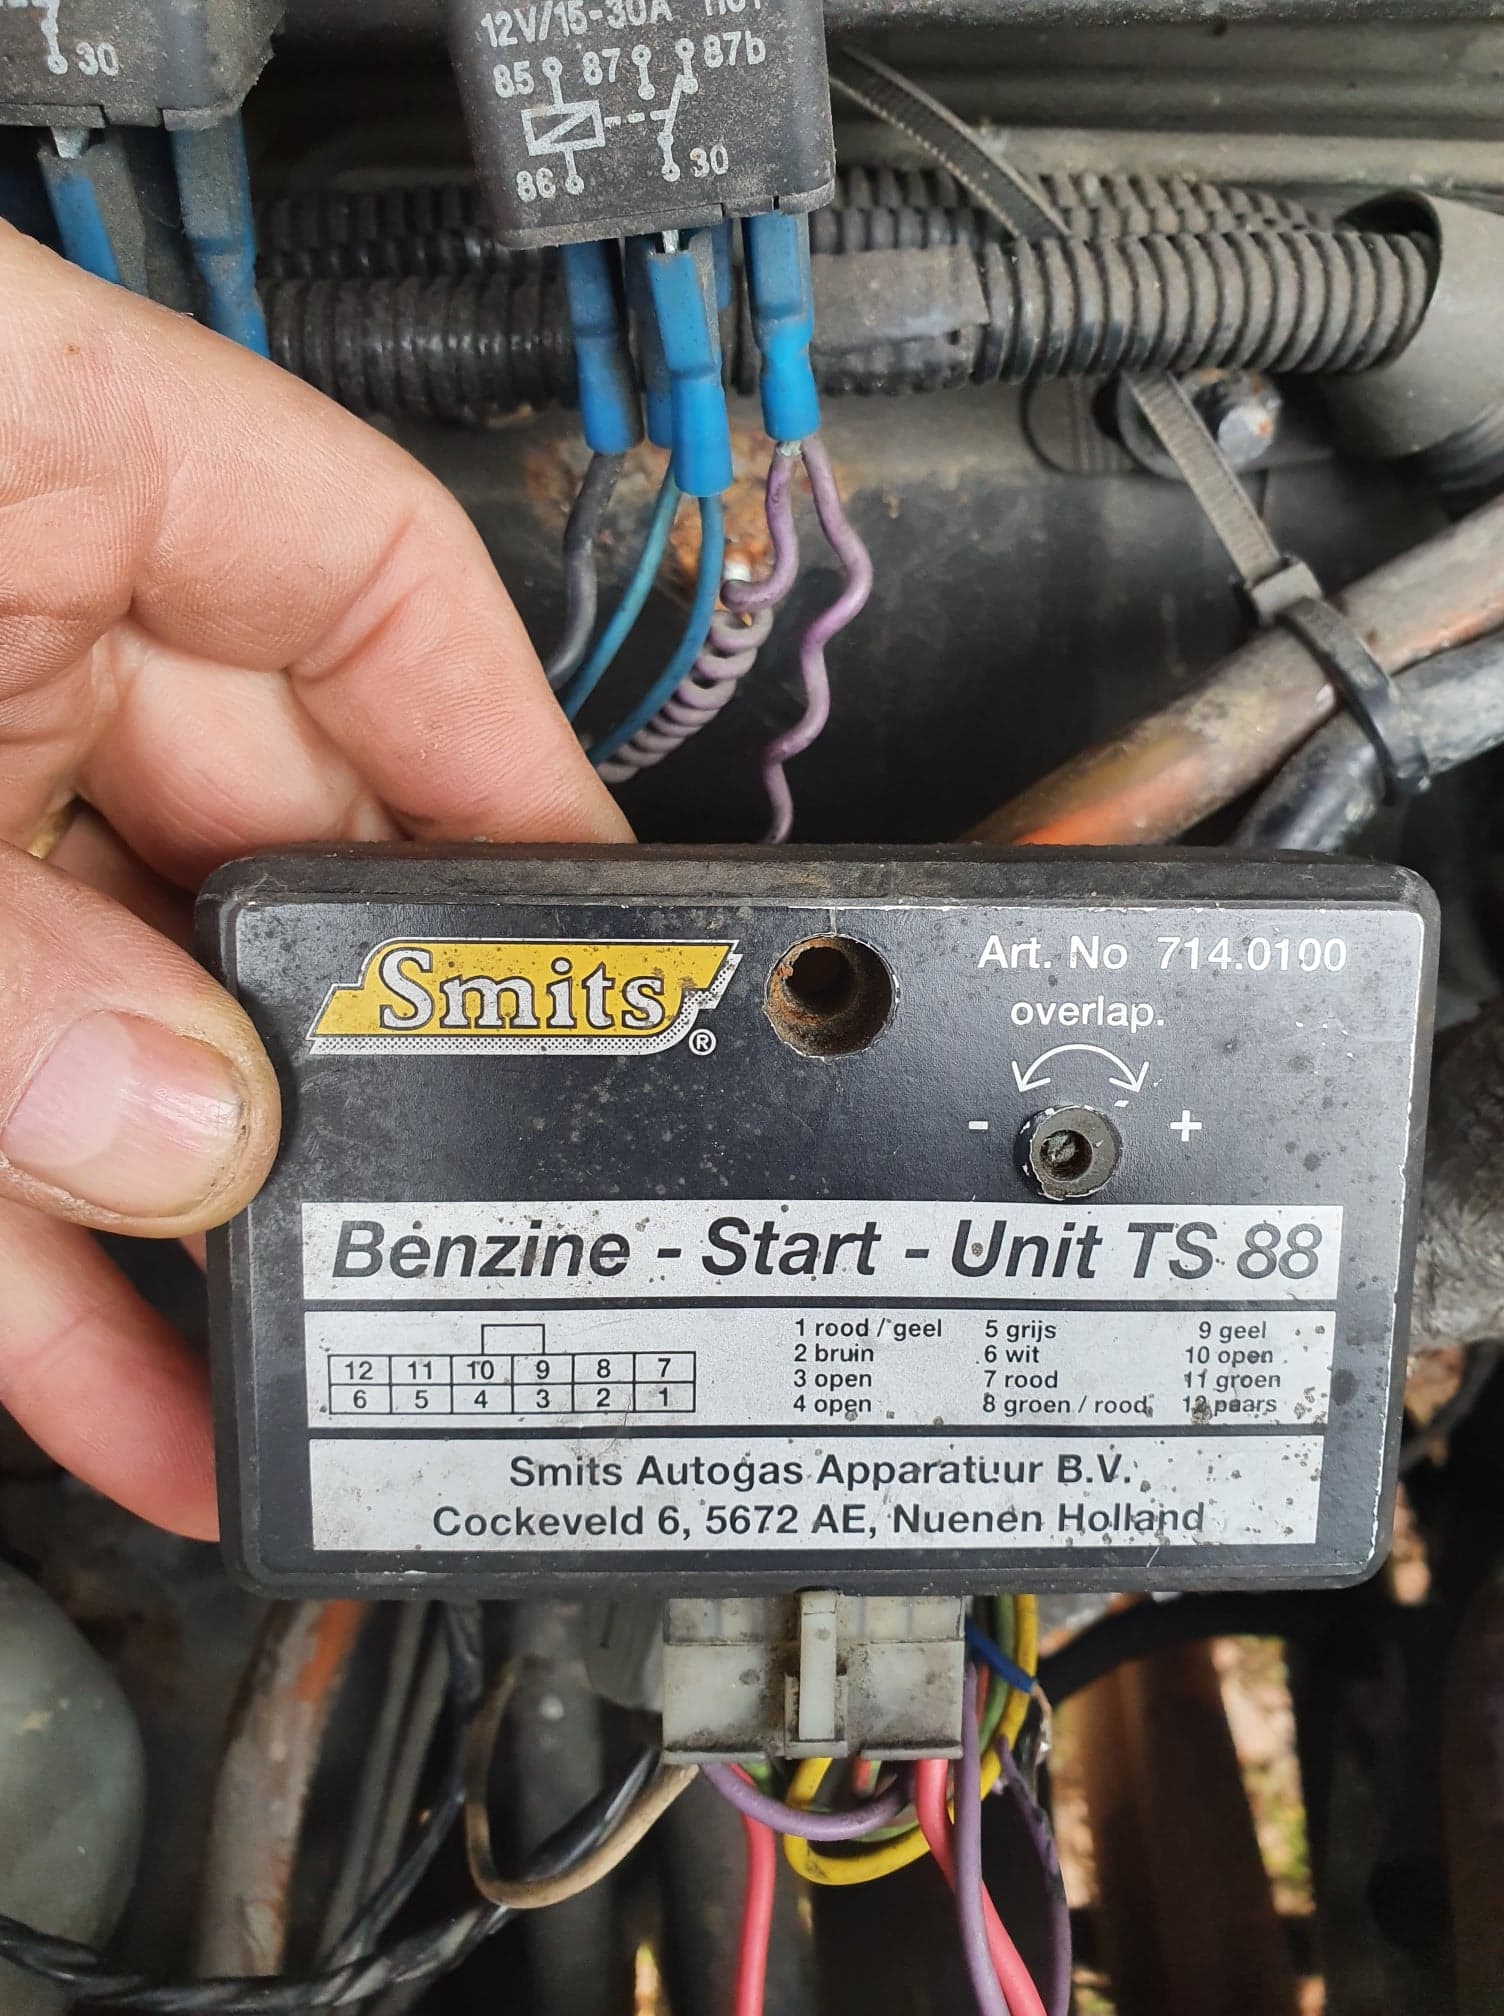 30
12V/15-30A
85 87 87b
86 30
Smits®
Art. No 714.0100
overlap.
- +
Benzine - Start - Unit TS 88
12 11 10 9 8 7
6 5 4 3 2 1
1 rood / geel
2 bruin
3 open
4 open
5 grijs
6 wit
7 rood
8 groen / rood
9 geel
10 open
11 groen
12 paars
Smits Autogas Apparatuur B.V.
Cockeveld 6, 5672 AE, Nuenen Holland